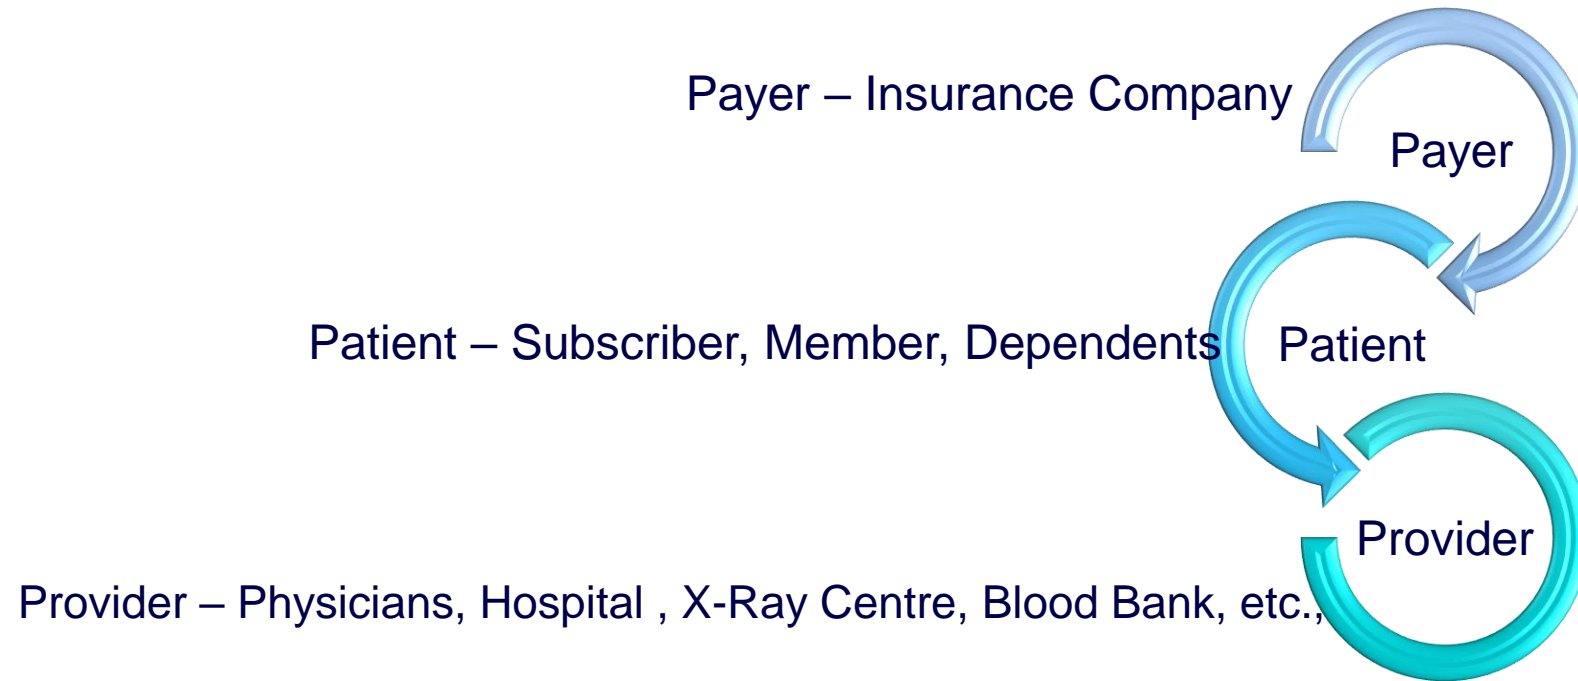 Payer – Insurance Company
Payer
Patient – Subscriber, Member, Dependents
Patient
Provider
Provider – Physicians, Hospital , X-Ray Centre, Blood Bank, etc.,